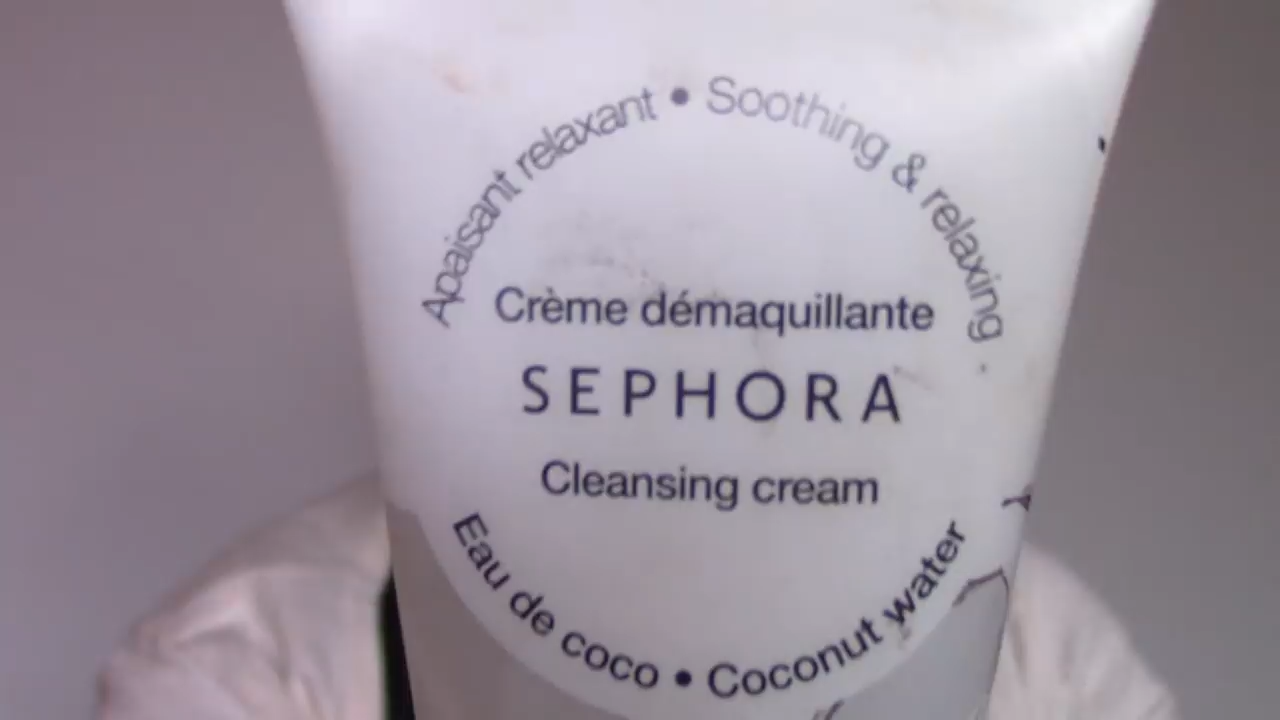 Apaisant relaxant • Soothing & relaxing
Crème démaquillante
SEPHORA
Cleansing cream
Eau de coco • Coconut water